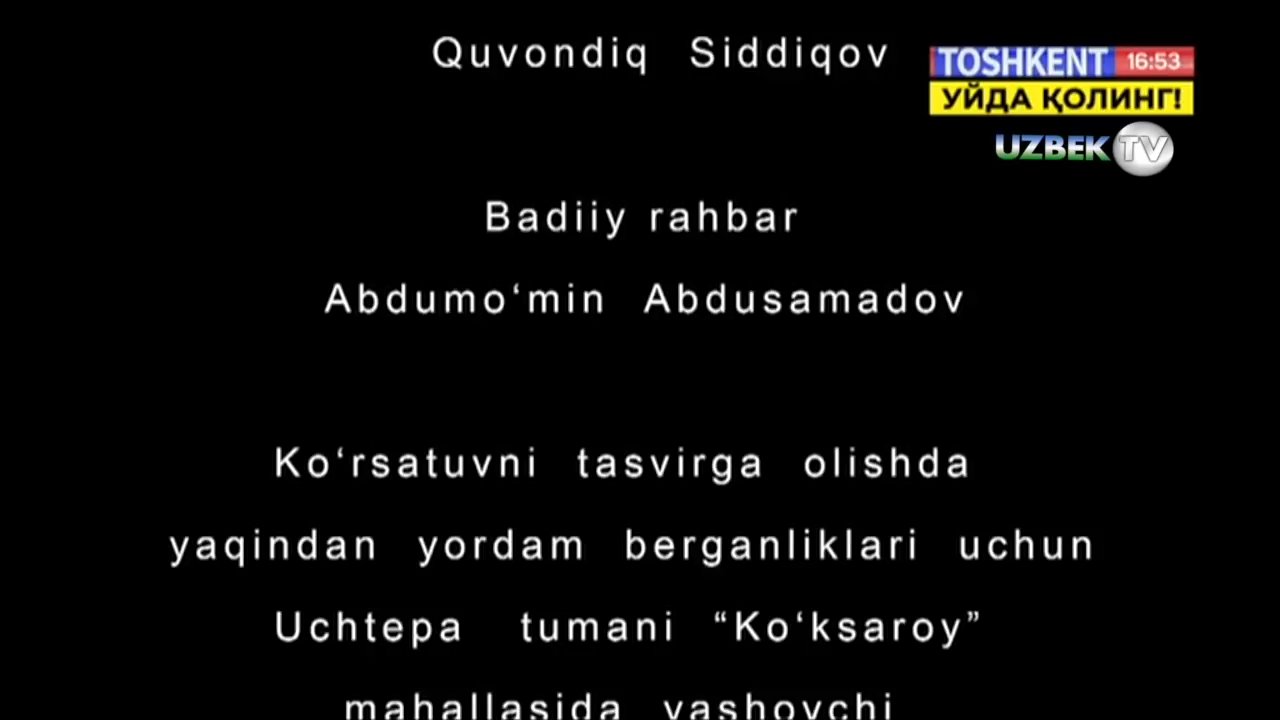 Quvondiq Siddiqov
TOSHKENT 16:53
УЙДА ҚОЛИНГ!
UZBEK TV
Badiiy rahbar
Abdumo‘min Abdusamadov
Ko‘rsatuvni tasvirga olishda
yaqindan yordam berganliklari uchun
Uchtepa tumani “Ko‘ksaroy”
mahallasida yashovchi